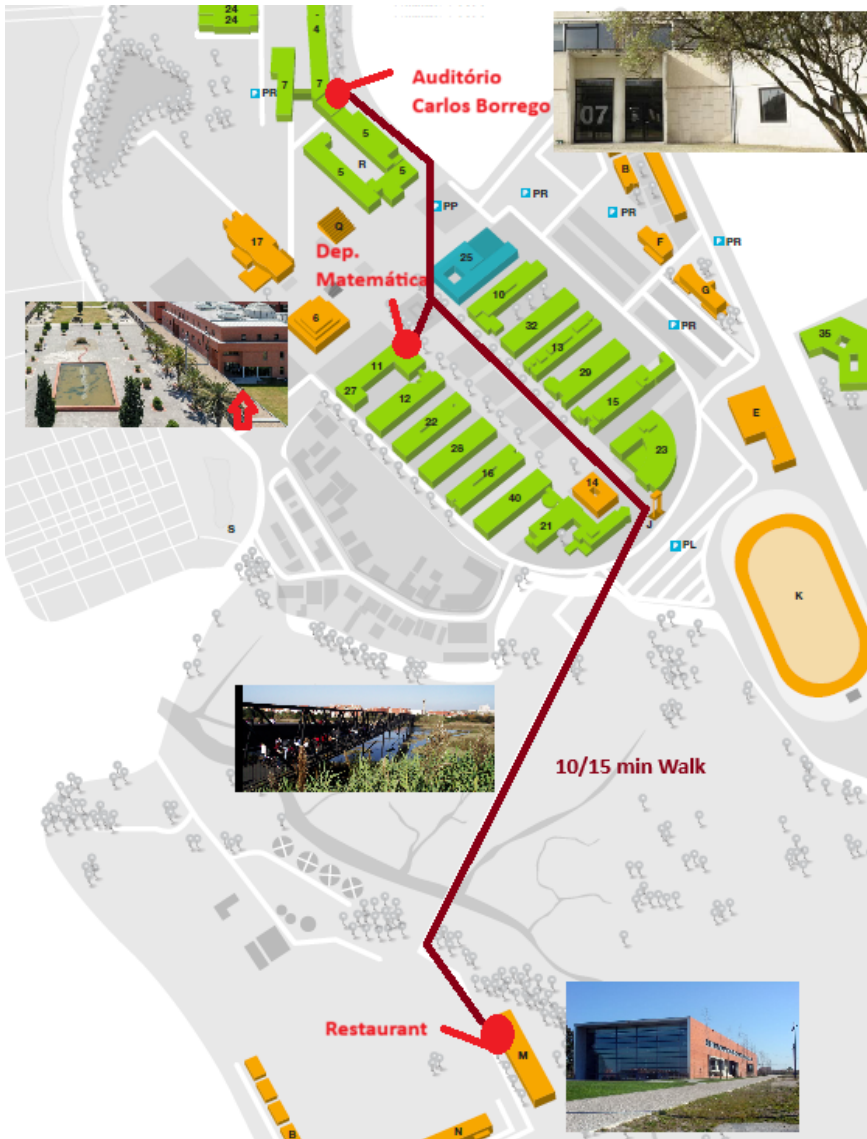 24
24
4
7
7
PR
Auditório
Carlos Borrego
07
5
R
5
5
B
PR
PP
PR
Q
17
F
PR
Dep.
Matemática
25
G
10
6
32
PR
13
35
11
29
27
12
15
E
22
23
26
16
14
40
J
21
S
PL
K
10/15 min Walk
Restaurant
M
B
N